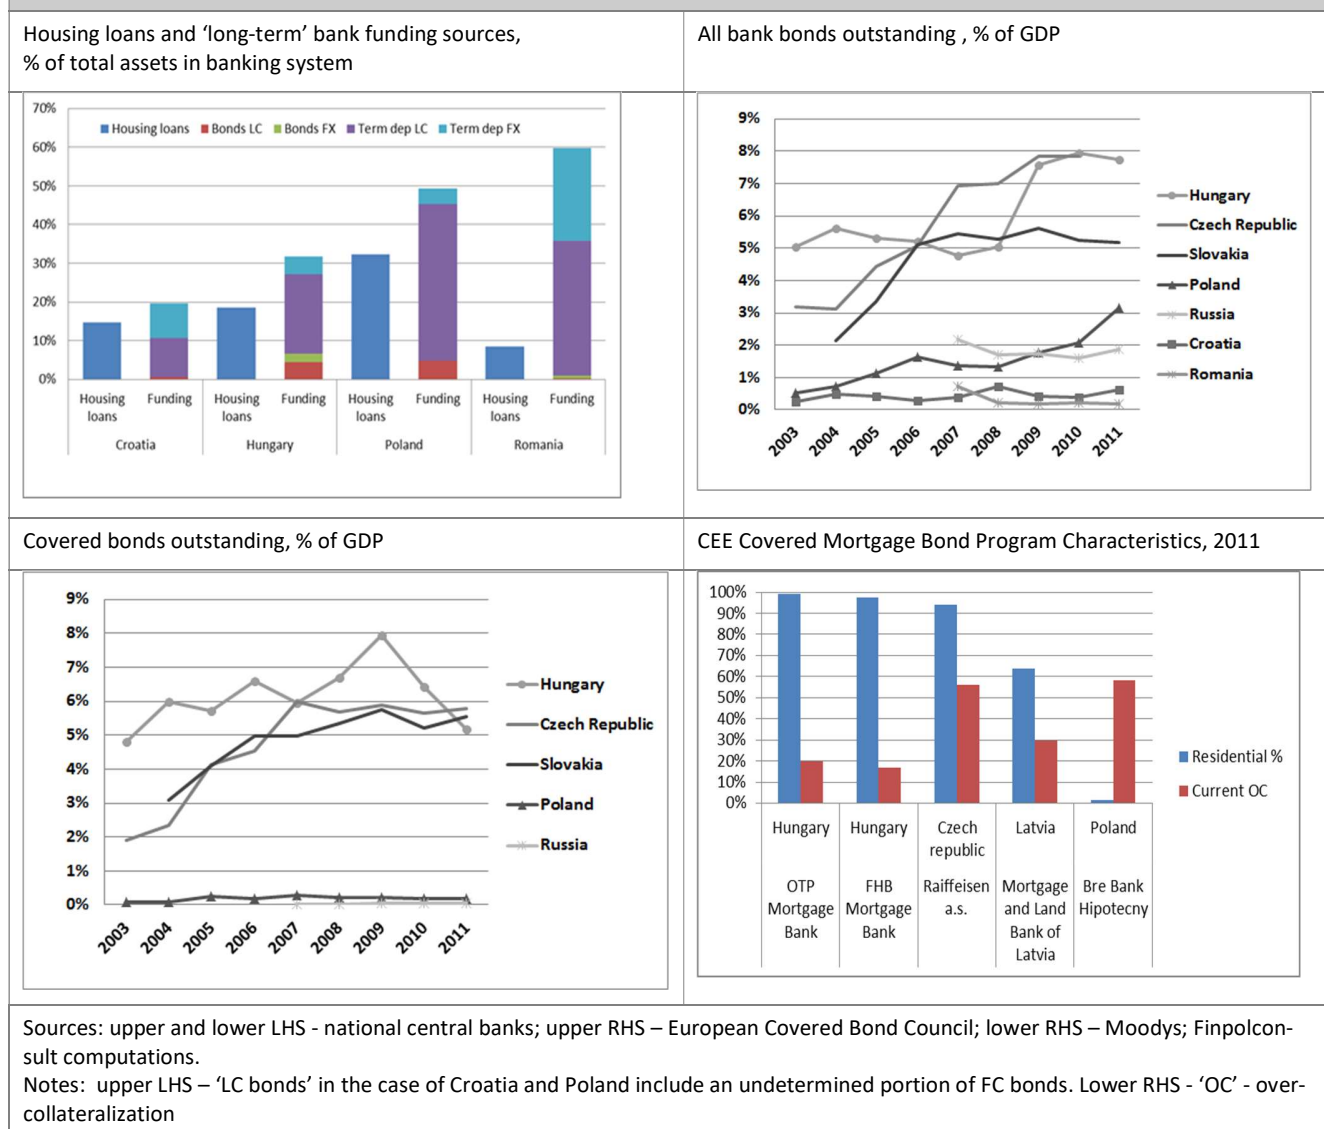 Housing loans and ‘long-term’ bank funding sources,
% of total assets in banking system
All bank bonds outstanding , % of GDP
70%
60%
50%
40%
30%
20%
10%
0%
Housing loans Bonds LC Bonds FX Term dep LC Term dep FX
Housing loans Funding Housing loans Funding Housing loans Funding Housing loans Funding
Croatia Hungary Poland Romania
9%
8%
7%
6%
5%
4%
3%
2%
1%
0%
2003 2004 2005 2006 2007 2008 2009 2010 2011
Hungary
Czech Republic
Slovakia
Poland
Russia
Croatia
Romania
Covered bonds outstanding, % of GDP
CEE Covered Mortgage Bond Program Characteristics, 2011
9%
8%
7%
6%
5%
4%
3%
2%
1%
0%
2003 2004 2005 2006 2007 2008 2009 2010 2011
Hungary
Czech Republic
Slovakia
Poland
Russia
100%
90%
80%
70%
60%
50%
40%
30%
20%
10%
0%
Hungary Hungary Czech republic Latvia Poland
OTP Mortgage Bank FHB Mortgage Bank Raiffeisen a.s. Mortgage and Land Bank of Latvia Bre Bank Hipotecny
Residential %
Current OC
Sources: upper and lower LHS - national central banks; upper RHS – European Covered Bond Council; lower RHS – Moodys; Finpolcon-
sult computations.
Notes: upper LHS – ‘LC bonds’ in the case of Croatia and Poland include an undetermined portion of FC bonds. Lower RHS - ‘OC’ - over-
collateralization